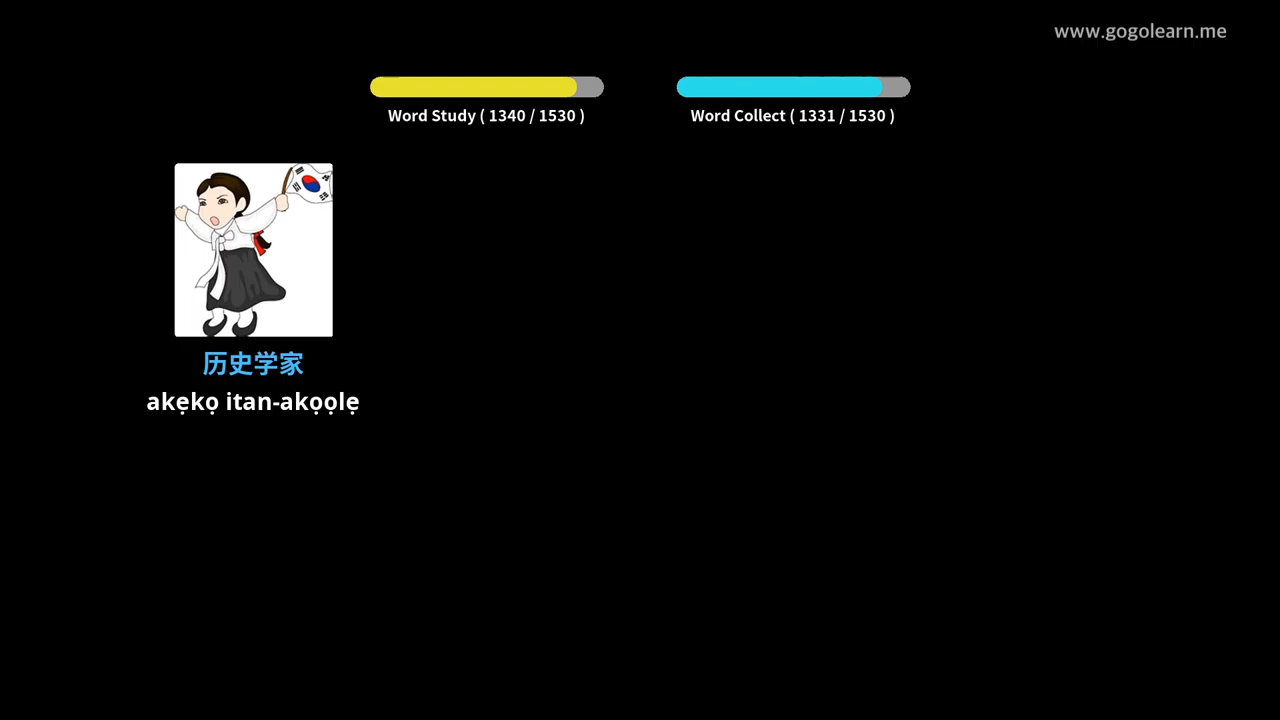 www.gogolearn.me
Word Study ( 1340 / 1530 )
Word Collect ( 1331 / 1530 )
历史学家
akẹkọ itan-akọọlẹ